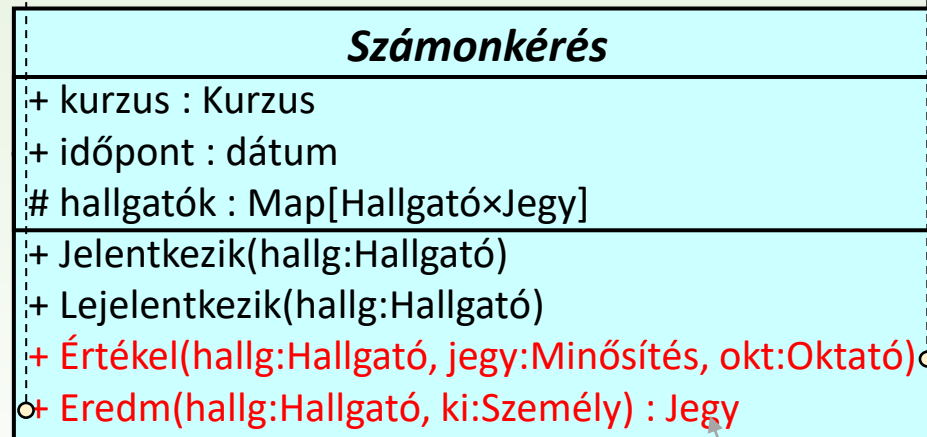 Számonkérés
+ kurzus : Kurzus
+ időpont : dátum
# hallgatók : Map[Hallgató×Jegy]
+ Jelentkezik(hallg:Hallgató)
+ Lejelentkezik(hallg:Hallgató)
+ Értékel(hallg:Hallgató, jegy:Minősítés, okt:Oktató)
+ Eredm(hallg:Hallgató, ki:Személy) : Jegy